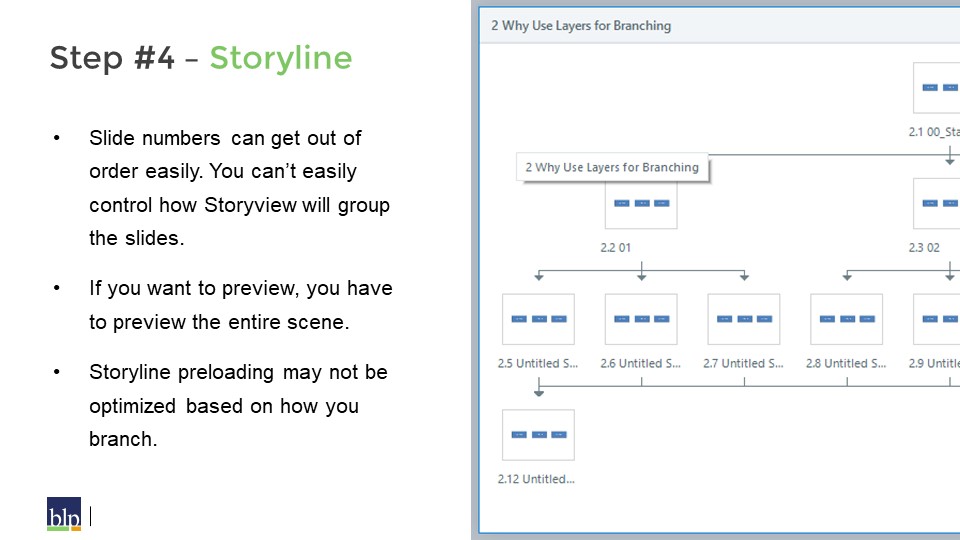 Step #4 – Storyline
• Slide numbers can get out of
order easily. You can’t easily
control how Storyview will group
the slides.
• If you want to preview, you have
to preview the entire scene.
• Storyline preloading may not be
optimized based on how you
branch.
blp
2 Why Use Layers for Branching
2.1 00_Sta
2 Why Use Layers for Branching
2.2 01
2.3 02
2.5 Untitled S...
2.6 Untitled S...
2.7 Untitled S...
2.8 Untitled S...
2.9 Untitle
2.12 Untitled...